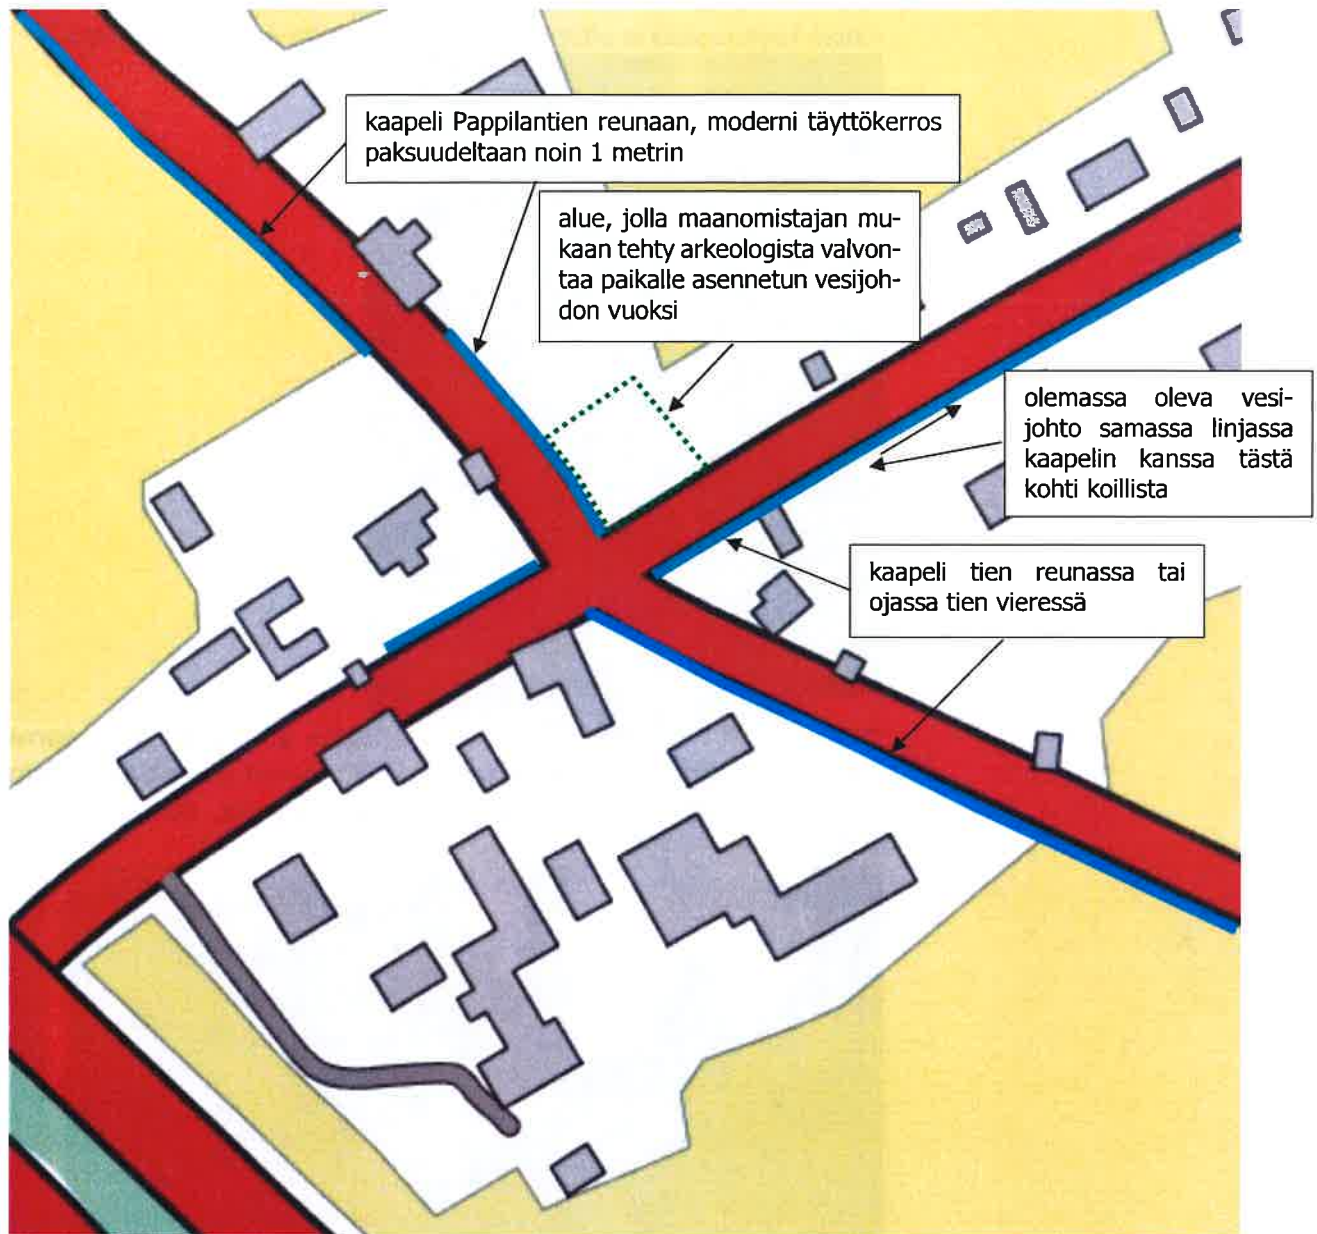 kaapeli Pappilantien reunaan, moderni täyttökerros
paksuudeltaan noin 1 metrin
alue, jolla maanomistajan mu-
kaan tehty arkeologista valvon-
taa paikalle asennetun vesijoh-
don vuoksi
olemassa oleva vesi-
johto samassa linjassa
kaapelin kanssa tästä
kohti koillista
kaapeli tien reunassa tai
ojassa tien vieressä